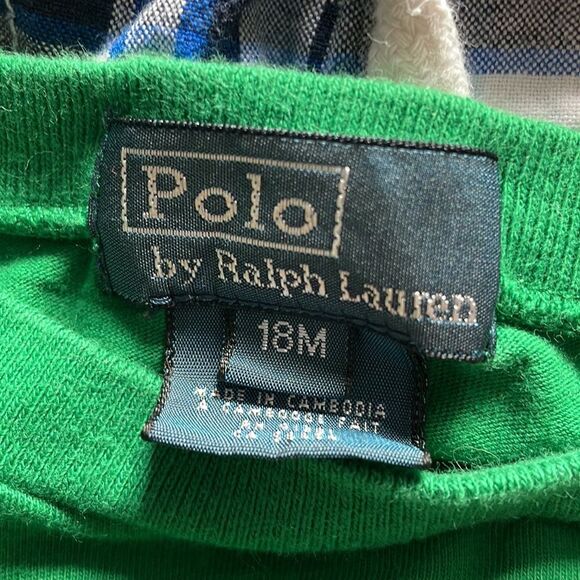 Polo
by Ralph Lauren
18M
MADE IN CAMBODIA